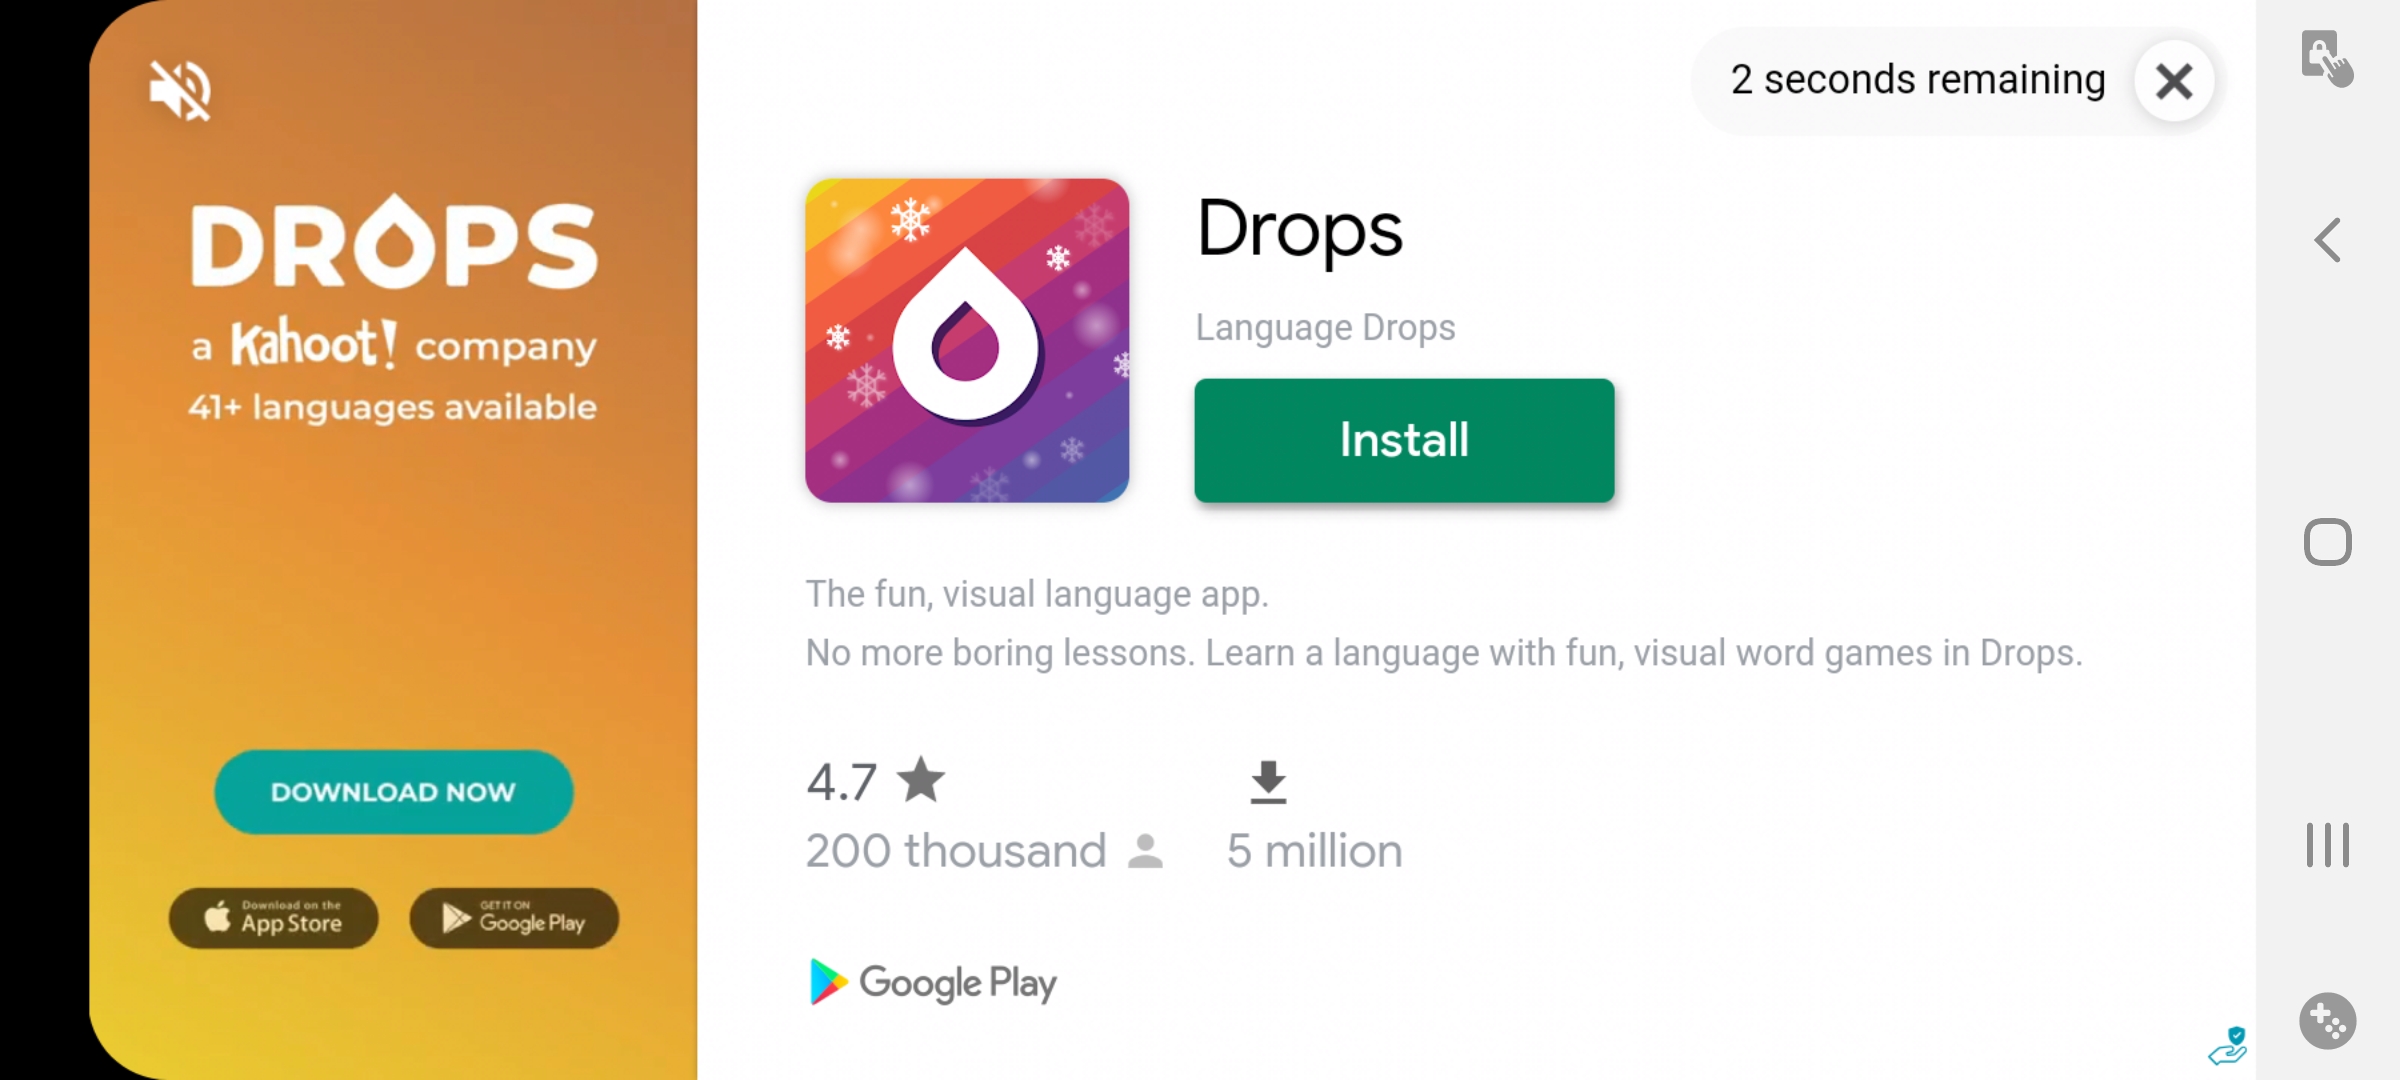 DROPS
a Kahoot! company
41+ languages available
DOWNLOAD NOW
Download on the
App Store
GET IT ON
Google Play
2 seconds remaining
Drops
Language Drops
Install
The fun, visual language app.
No more boring lessons. Learn a language with fun, visual word games in Drops.
4.7
200 thousand
5 million
Google Play